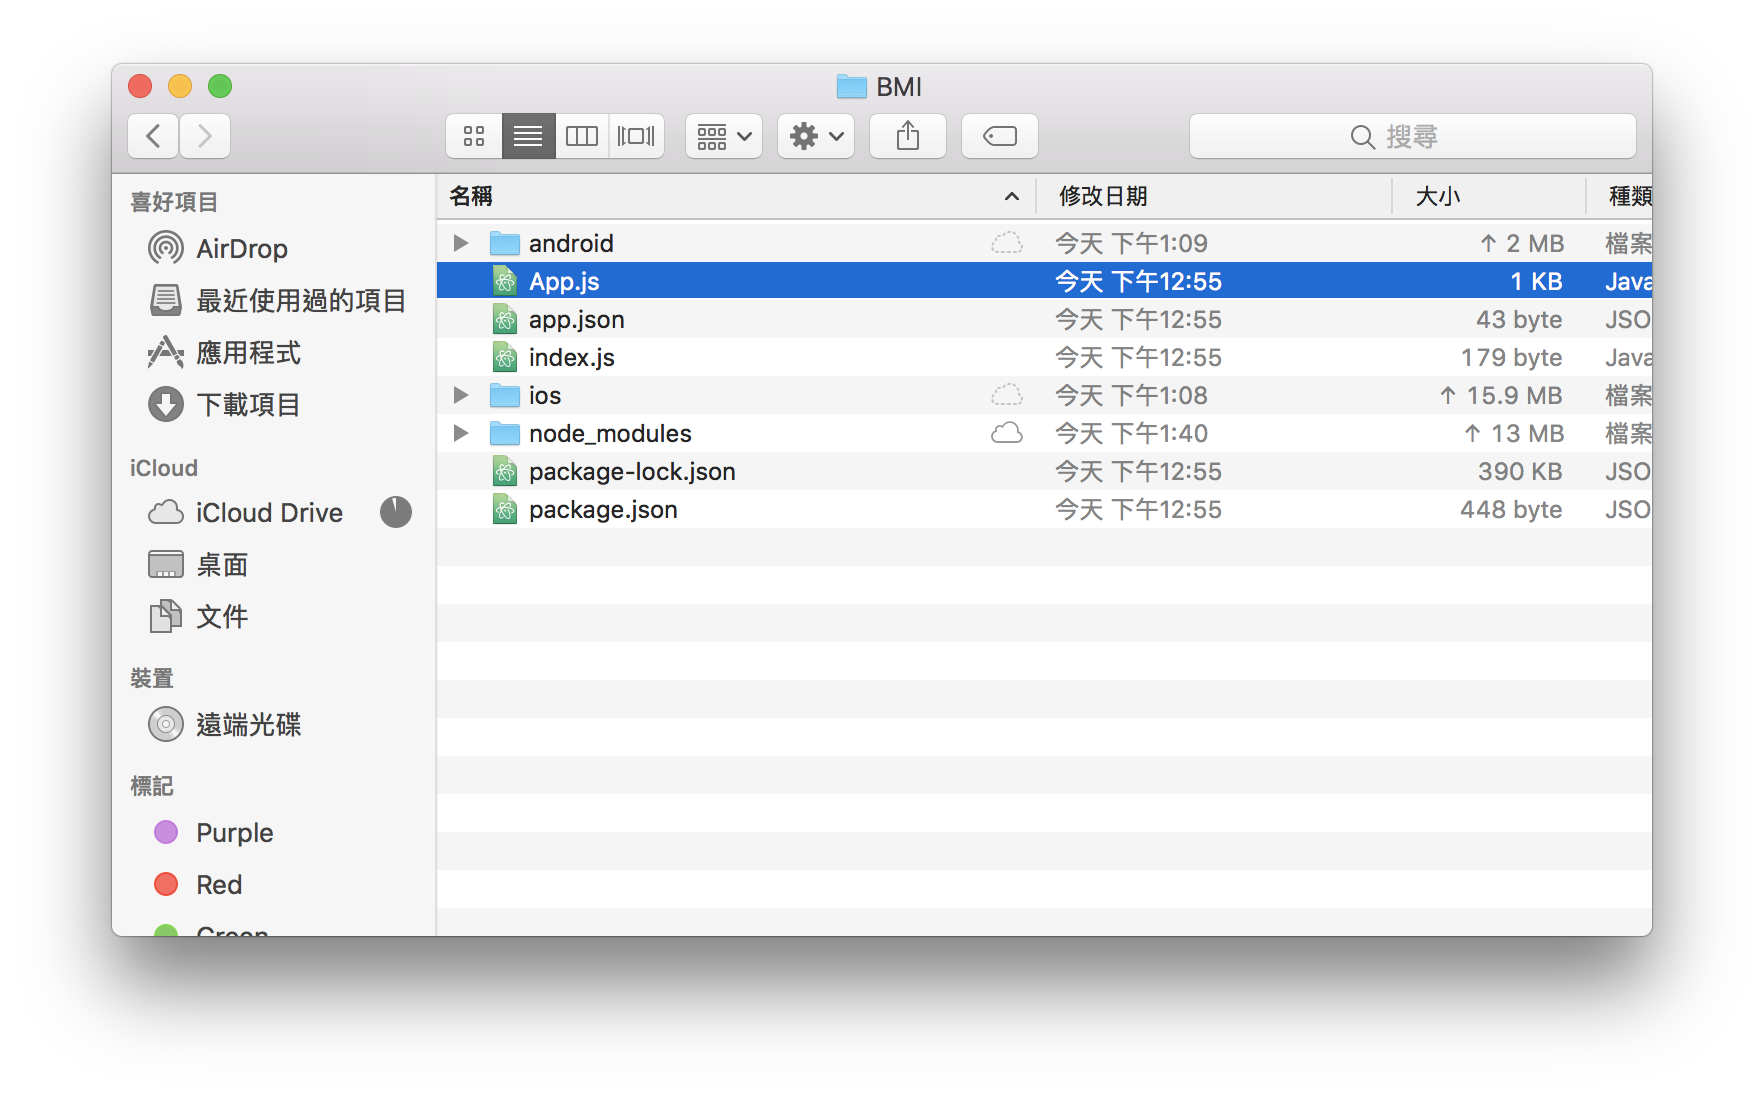 BMI
搜尋
喜好項目
AirDrop
最近使用過的項目
應用程式
下載項目
iCloud
iCloud Drive
桌面
文件
裝置
遠端光碟
標記
Purple
Red
Green
名稱 修改日期 大小 種類
android 今天 下午1:09 ↑ 2 MB 檔案
App.js 今天 下午12:55 1 KB Java
app.json 今天 下午12:55 43 byte JSO
index.js 今天 下午12:55 179 byte Java
ios 今天 下午1:08 ↑ 15.9 MB 檔案
node_modules 今天 下午1:40 ↑ 13 MB 檔案
package-lock.json 今天 下午12:55 390 KB JSO
package.json 今天 下午12:55 448 byte JSO